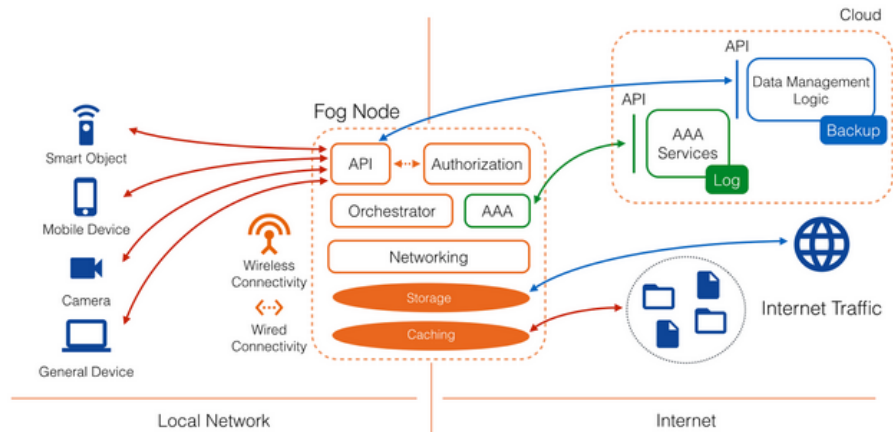 Cloud
API
Data Management
Logic
Backup
API
AAA
Services
Log
Fog Node
API
Authorization
Orchestrator
AAA
Networking
Storage
Caching
Smart Object
Mobile Device
Camera
General Device
Wireless
Connectivity
Wired
Connectivity
Internet Traffic
Local Network
Internet